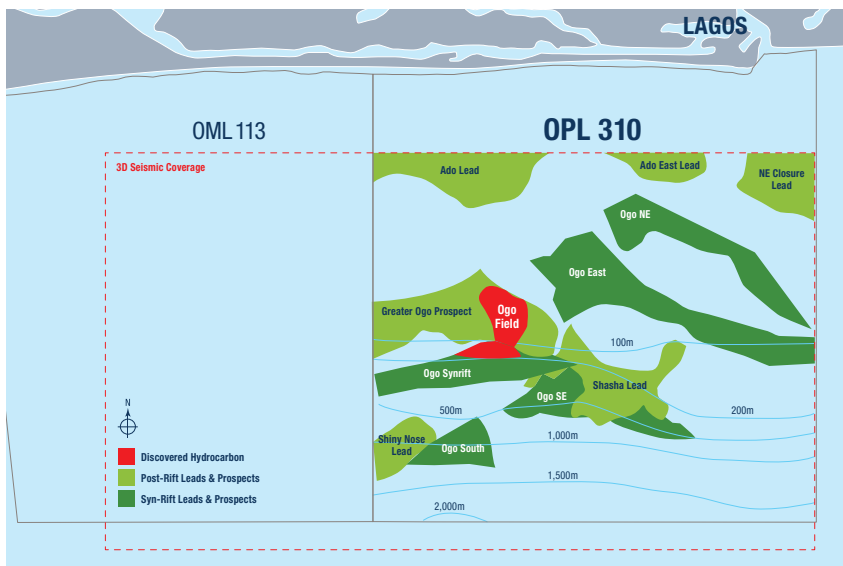 LAGOS
OML 113
OPL 310
3D Seismic Coverage
Ado Lead
Ado East Lead
NE Closure
Lead
Ogo NE
Ogo East
Greater Ogo Prospect
Ogo
Field
100m
Ogo Synrift
Shasha Lead
Ogo SE
500m
200m
Shiny Nose
Lead
Ogo South
1,000m
1,500m
2,000m
N
Discovered Hydrocarbon
Post-Rift Leads & Prospects
Syn-Rift Leads & Prospects